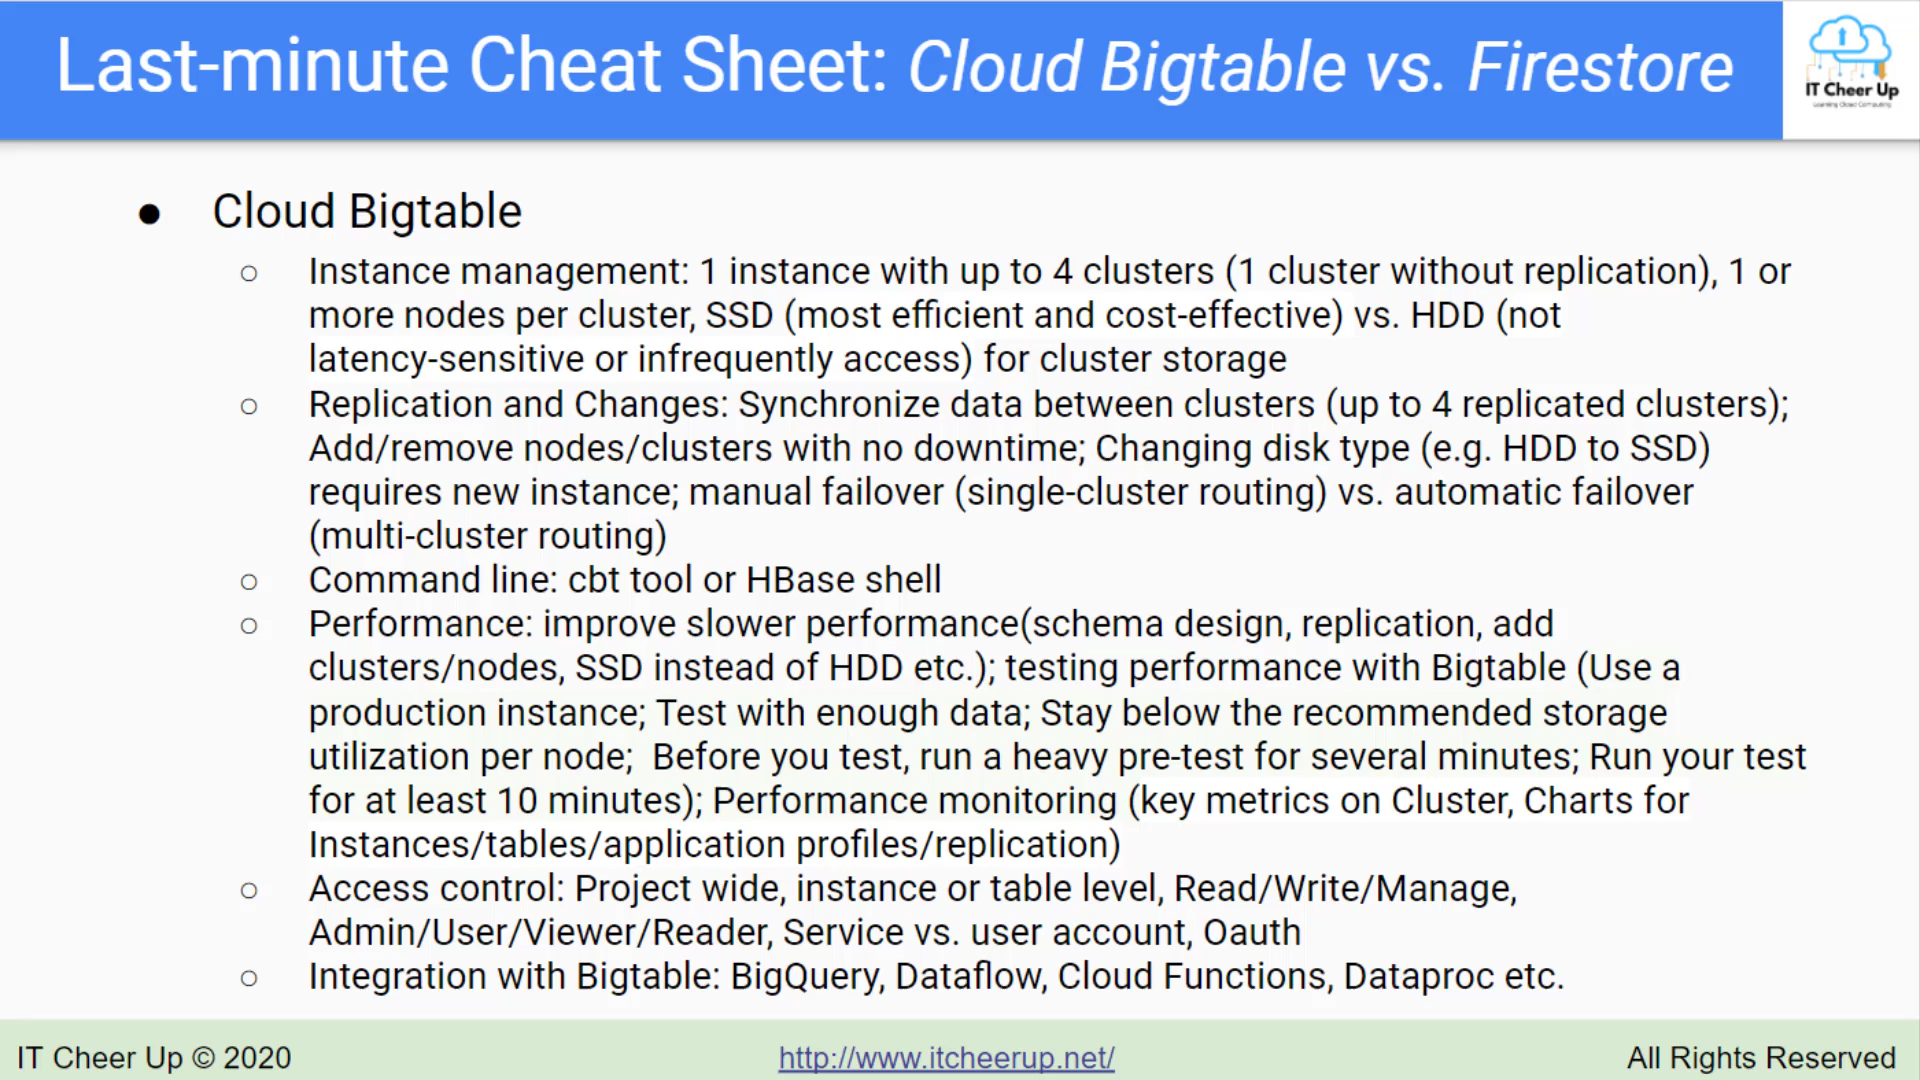 Last-minute Cheat Sheet: Cloud Bigtable vs. Firestore
IT Cheer Up
Learning Cloud Computing
● Cloud Bigtable
○ Instance management: 1 instance with up to 4 clusters (1 cluster without replication), 1 or
more nodes per cluster, SSD (most efficient and cost-effective) vs. HDD (not
latency-sensitive or infrequently access) for cluster storage
○ Replication and Changes: Synchronize data between clusters (up to 4 replicated clusters);
Add/remove nodes/clusters with no downtime; Changing disk type (e.g. HDD to SSD)
requires new instance; manual failover (single-cluster routing) vs. automatic failover
(multi-cluster routing)
○ Command line: cbt tool or HBase shell
○ Performance: improve slower performance(schema design, replication, add
clusters/nodes, SSD instead of HDD etc.); testing performance with Bigtable (Use a
production instance; Test with enough data; Stay below the recommended storage
utilization per node;  Before you test, run a heavy pre-test for several minutes; Run your test
for at least 10 minutes); Performance monitoring (key metrics on Cluster, Charts for
Instances/tables/application profiles/replication)
○ Access control: Project wide, instance or table level, Read/Write/Manage,
Admin/User/Viewer/Reader, Service vs. user account, Oauth
○ Integration with Bigtable: BigQuery, Dataflow, Cloud Functions, Dataproc etc.
IT Cheer Up © 2020
http://www.itcheerup.net/
All Rights Reserved